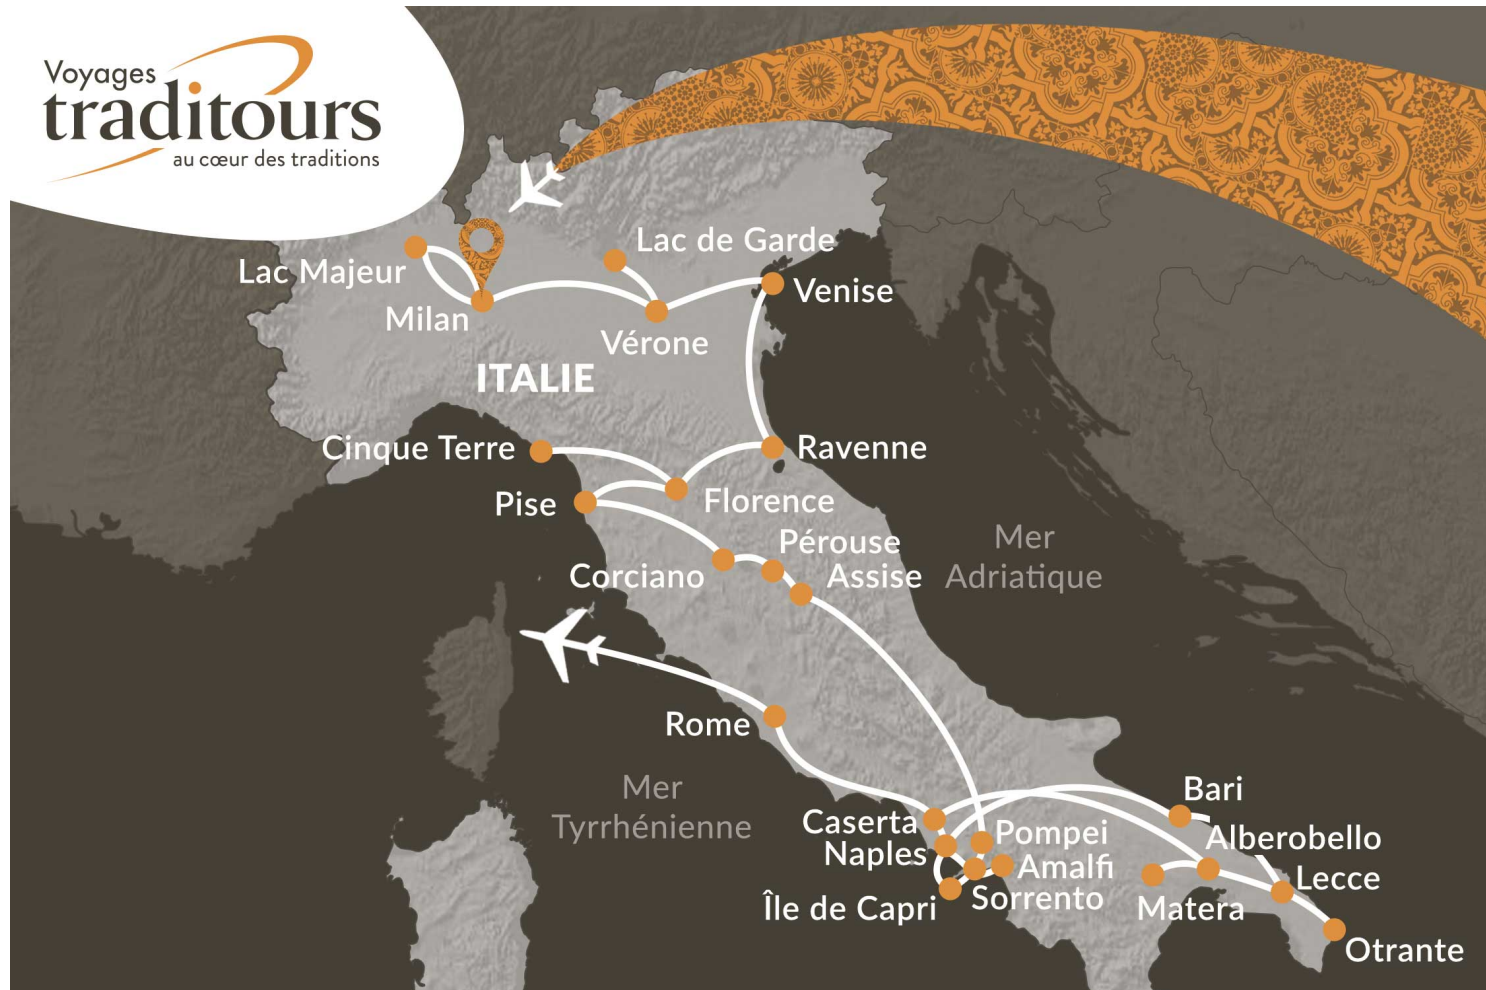 Voyages
traditours
au cœur des traditions
Lac de Garde
Lac Majeur
Venise
Milan
Vérone
ITALIE
Cinque Terre
Ravenne
Pise
Florence
Pérouse
Corciano
Assise
Mer
Adriatique
Rome
Mer
Tyrrhénienne
Bari
Caserta
Pompei
Alberobello
Naples
Amalfi
Lecce
Île de Capri
Sorrento
Matera
Otrante